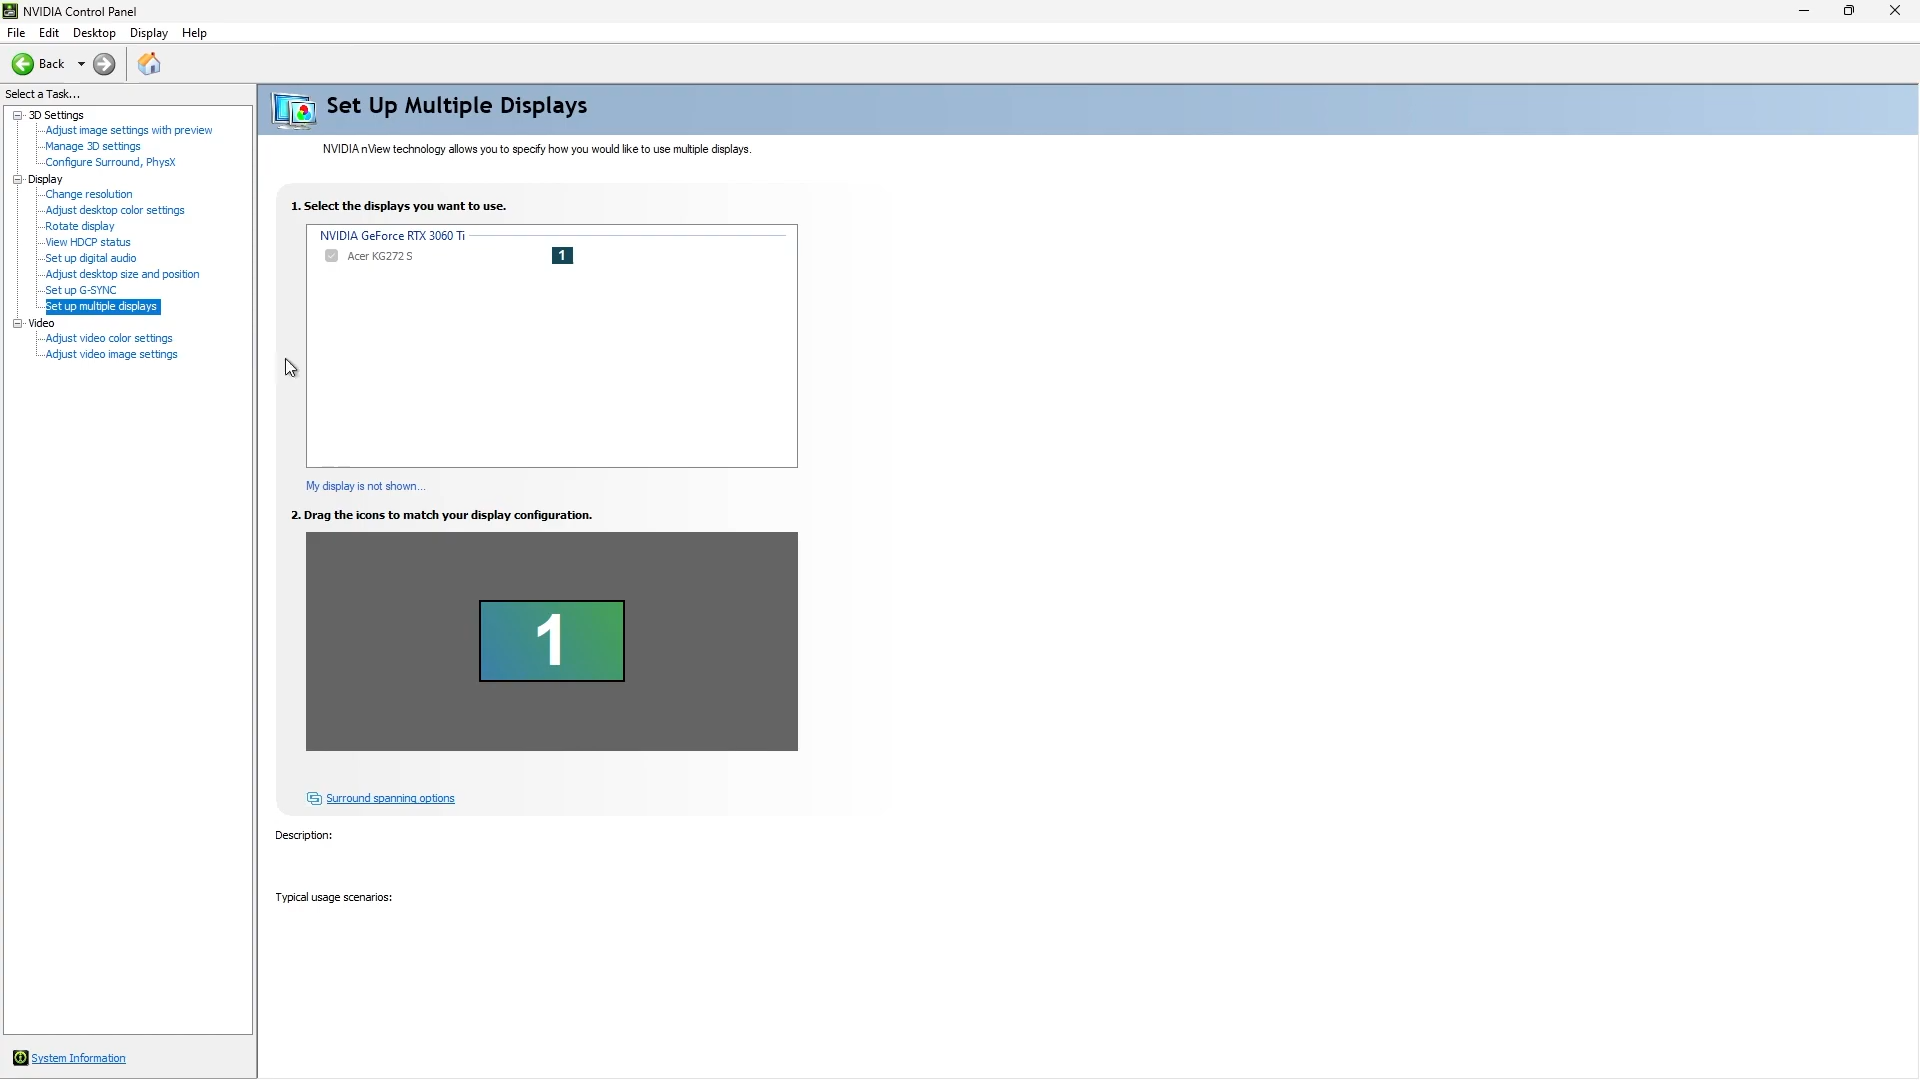 NVIDIA Control Panel
File Edit Desktop Display Help
Back
Select a Task...
3D Settings
Adjust image settings with preview
Manage 3D settings
Configure Surround, PhysX
Display
Change resolution
Adjust desktop color settings
Rotate display
View HDCP status
Set up digital audio
Adjust desktop size and position
Set up G-SYNC
Set up multiple displays
Video
Adjust video color settings
Adjust video image settings
System Information
Set Up Multiple Displays
NVIDIA nView technology allows you to specify how you would like to use multiple displays.
1. Select the displays you want to use.
NVIDIA GeForce RTX 3060 Ti
Acer KG272 S 1
My display is not shown...
2. Drag the icons to match your display configuration.
1
Surround spanning options
Description:
Typical usage scenarios: